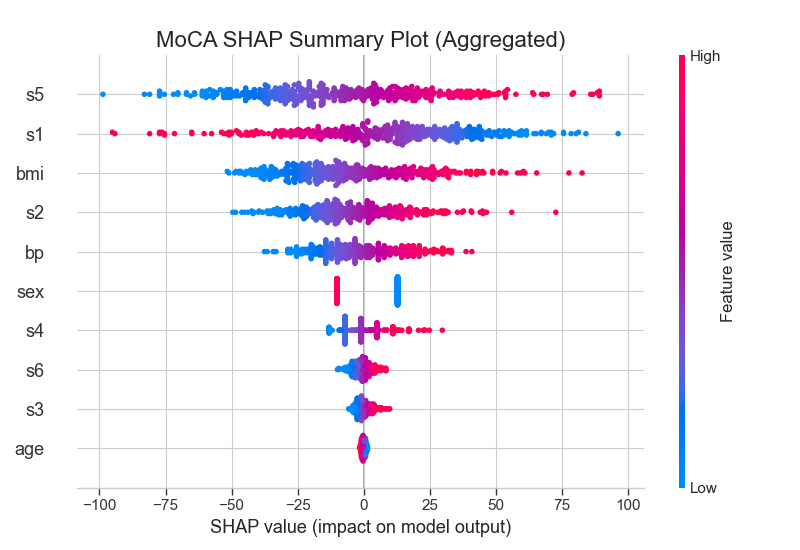 MoCA SHAP Summary Plot (Aggregated)
High
s5
s1
bmi
s2
bp
sex
s4
s6
s3
age
Feature value
Low
−100
−75
−50
−25
0
25
50
75
100
SHAP value (impact on model output)